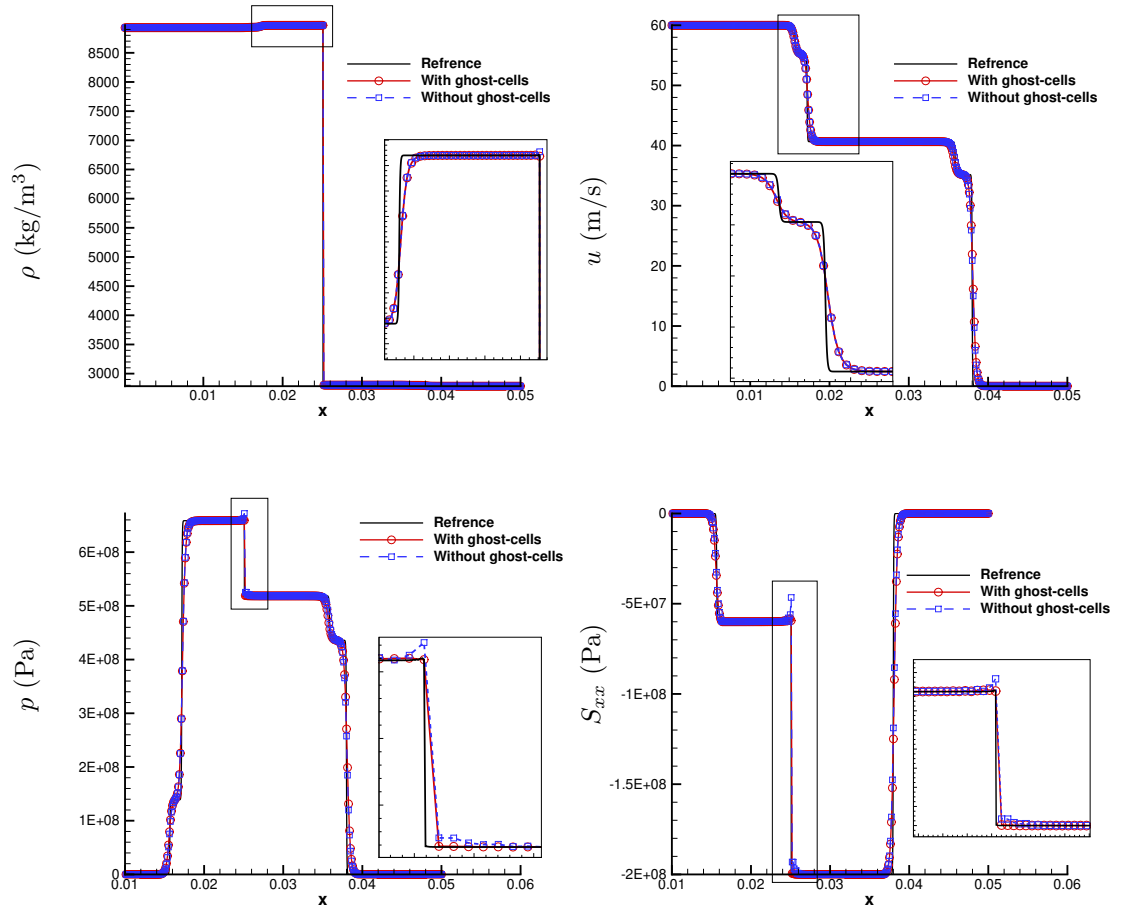 8500
8000
7500
7000
6500
6000
5500
5000
4500
4000
3500
3000
ρ (kg/m³)
0.01 0.02 0.03 0.04 0.05
x
Refrence
With ghost-cells
Without ghost-cells
60
50
40
30
20
10
0
u (m/s)
0.01 0.02 0.03 0.04 0.05
x
Refrence
With ghost-cells
Without ghost-cells
6E+08
5E+08
4E+08
3E+08
2E+08
1E+08
0
p (Pa)
0.01 0.02 0.03 0.04 0.05 0.06
x
Refrence
With ghost-cells
Without ghost-cells
0
-5E+07
-1E+08
-1.5E+08
-2E+08
Sxx (Pa)
0.01 0.02 0.03 0.04 0.05 0.06
x
Refrence
With ghost-cells
Without ghost-cells